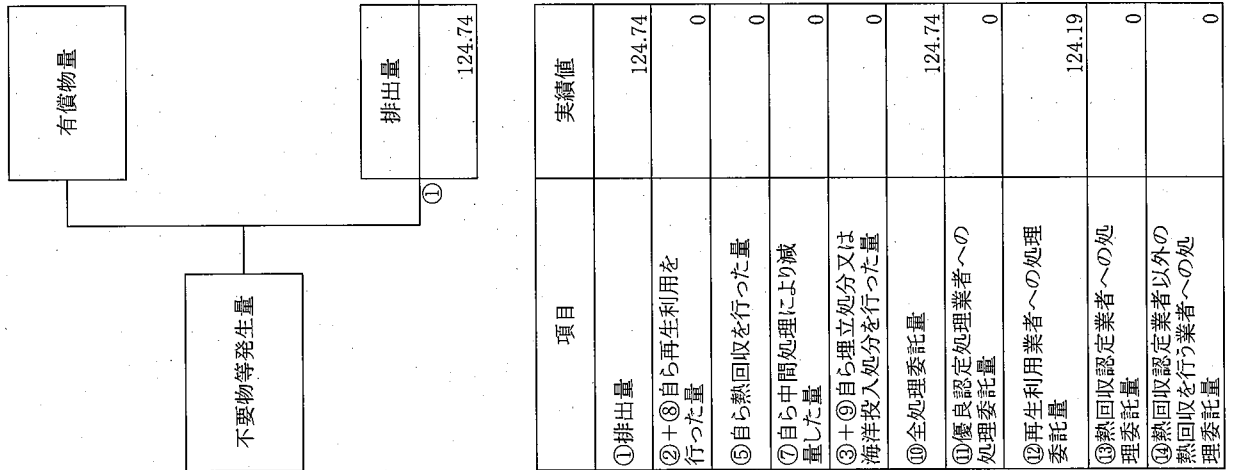 有償物量
不要物等発生量
①
排出量
124.74
項目
実績値
①排出量
124.74
②+⑧自ら再生利用を
行った量
0
⑤自ら熱回収を行った量
0
⑦自ら中間処理により減
量した量
0
③+⑨自ら埋立処分又は
海洋投入処分を行った量
0
⑩全処理委託量
124.74
⑪優良認定処理業者への
処理委託量
0
⑫再生利用業者への処理
委託量
124.19
⑬熱回収認定業者への処
理委託量
0
⑭熱回収認定業者以外の
熱回収を行う業者への処
理委託量
0